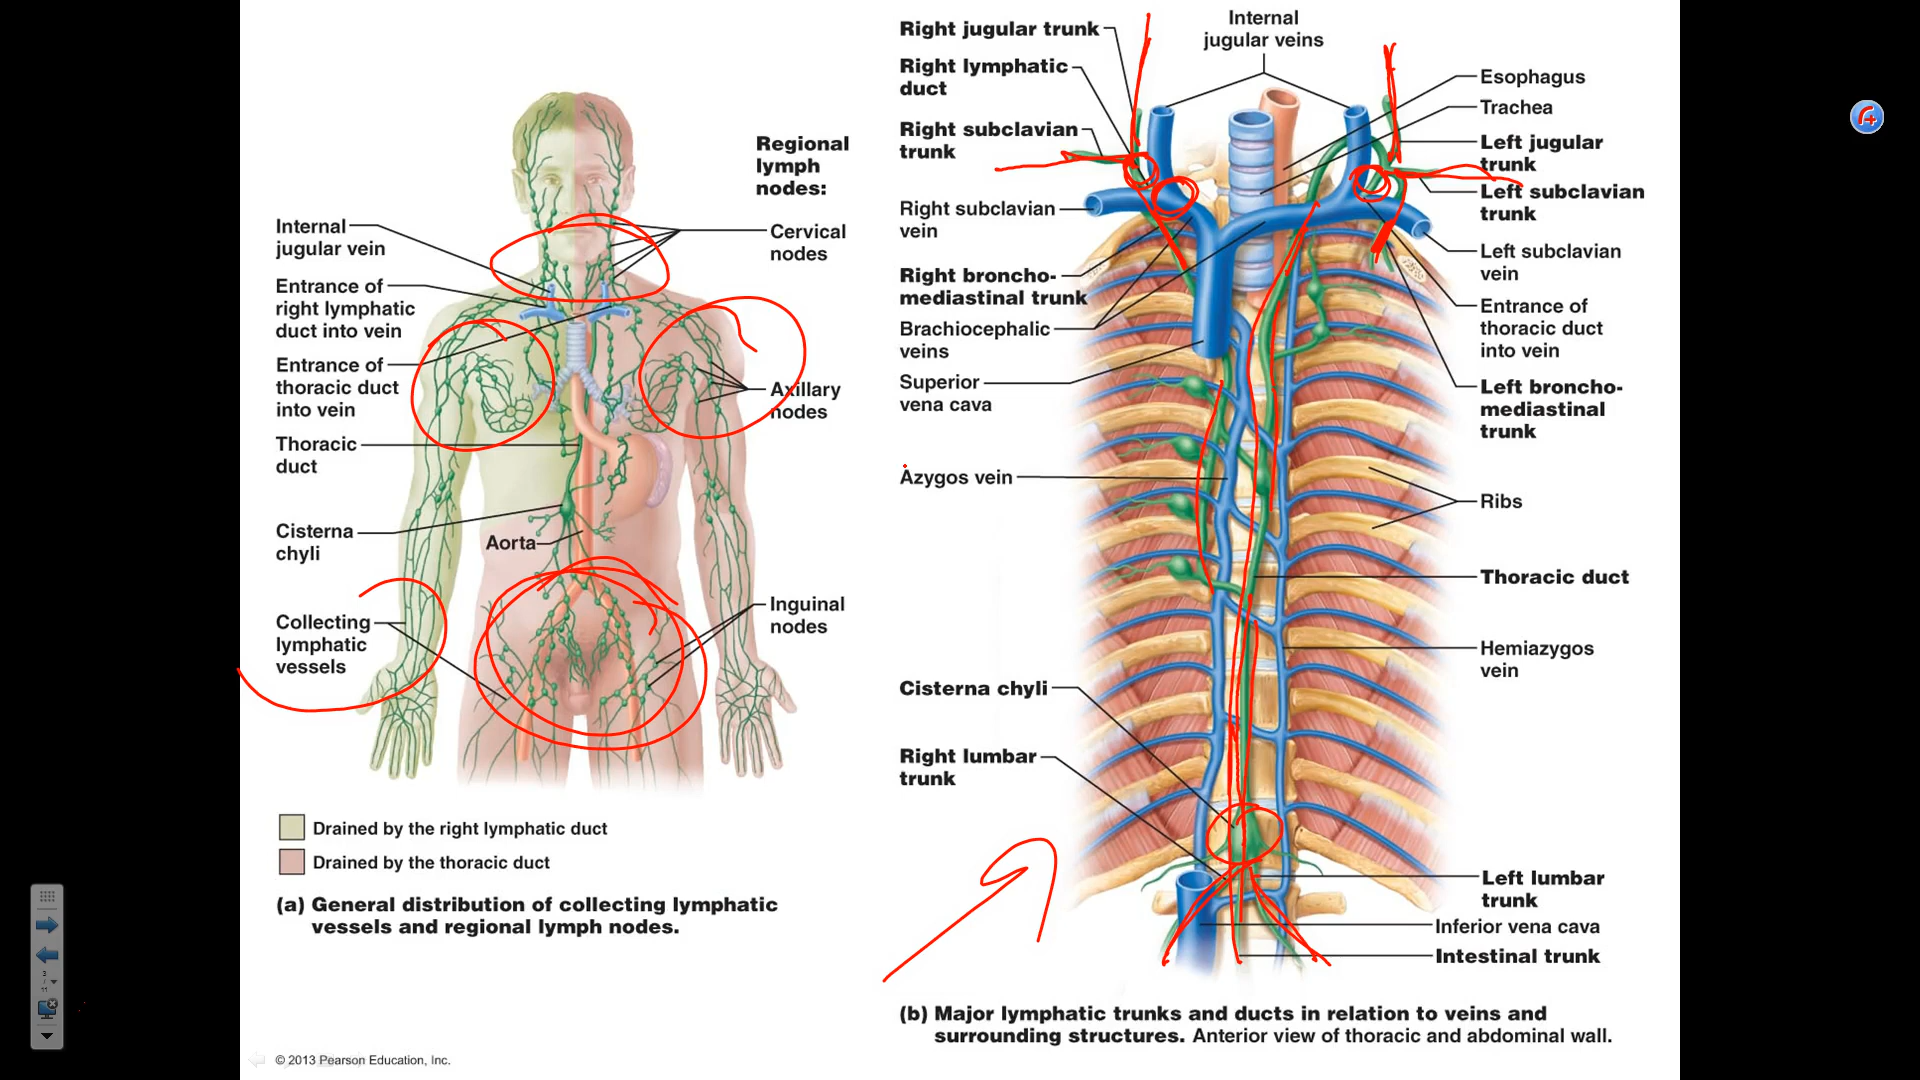 Regional
lymph
nodes:
Internal
jugular vein
Entrance of
right lymphatic
duct into vein
Entrance of
thoracic duct
into vein
Thoracic
duct
Cisterna
chyli
Collecting
lymphatic
vessels
Aorta
Cervical
nodes
Axillary
nodes
Inguinal
nodes
Drained by the right lymphatic duct
Drained by the thoracic duct
(a) General distribution of collecting lymphatic
vessels and regional lymph nodes.
© 2013 Pearson Education, Inc.
Right jugular trunk
Right lymphatic
duct
Right subclavian
trunk
Right subclavian
vein
Right broncho-
mediastinal trunk
Brachiocephalic
veins
Superior
vena cava
Azygos vein
Cisterna chyli
Right lumbar
trunk
Internal
jugular veins
Esophagus
Trachea
Left jugular
trunk
Left subclavian
trunk
Left subclavian
vein
Entrance of
thoracic duct
into vein
Left broncho-
mediastinal
trunk
Ribs
Thoracic duct
Hemiazygos
vein
Left lumbar
trunk
Inferior vena cava
Intestinal trunk
(b) Major lymphatic trunks and ducts in relation to veins and
surrounding structures. Anterior view of thoracic and abdominal wall.
3
/
11